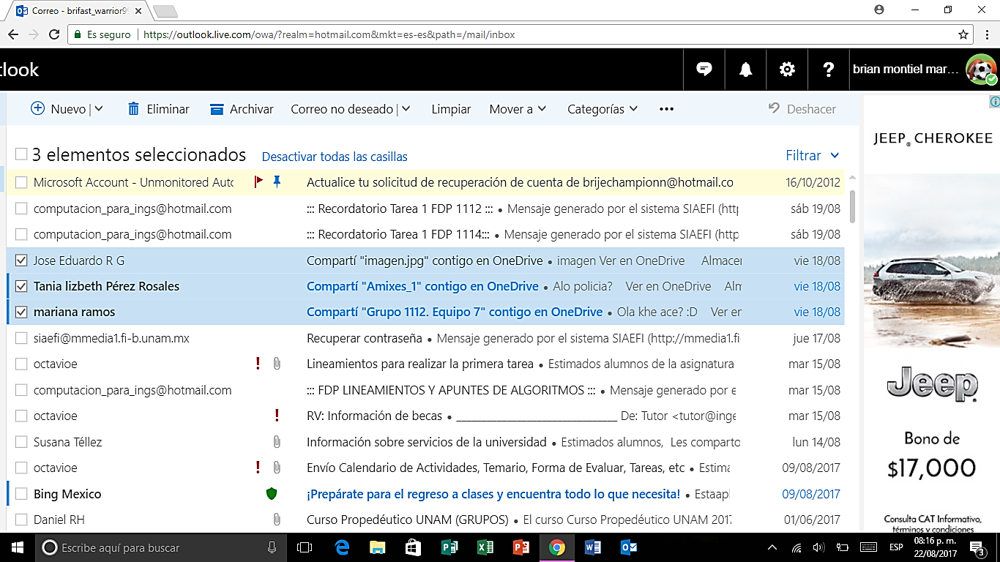 Correo - brifast_warrior9
Es seguro | https://outlook.live.com/owa/?realm=hotmail.com&mkt=es-es&path=/mail/inbox
tlook
brian montiel mar...
Nuevo | Eliminar Archivar Correo no deseado | Limpiar Mover a Categorías ••• Deshacer
3 elementos seleccionados Desactivar todas las casillas Filtrar
Microsoft Account - Unmonitored Auto Actualice tu solicitud de recuperación de cuenta de brijechampionn@hotmail.co 16/10/2012
computacion_para_ings@hotmail.com ::: Recordatorio Tarea 1 FDP 1112 ::: • Mensaje generado por el sistema SIAEFI (http sáb 19/08
computacion_para_ings@hotmail.com ::: Recordatorio Tarea 1 FDP 1114::: • Mensaje generado por el sistema SIAEFI (http sáb 19/08
Jose Eduardo R G Compartí "imagen.jpg" contigo en OneDrive • imagen Ver en OneDrive Almacer vie 18/08
Tania lizbeth Pérez Rosales Compartí "Amixes_1" contigo en OneDrive • Alo policia? Ver en OneDrive Alm vie 18/08
mariana ramos Compartí "Grupo 1112. Equipo 7" contigo en OneDrive • Ola khe ace? :D Ver er vie 18/08
siaefi@mmedia1.fi-b.unam.mx Recuperar contraseña • Mensaje generado por el sistema SIAEFI (http://mmedia1.fi- jue 17/08
octavioe ! Lineamientos para realizar la primera tarea • Estimados alumnos de la asignatura mar 15/08
computacion_para_ings@hotmail.com ::: FDP LINEAMIENTOS Y APUNTES DE ALGORITMOS ::: • Mensaje generado por e mar 15/08
octavioe ! RV: Información de becas • ______________________________ De: Tutor <tutor@inge mar 15/08
Susana Téllez Información sobre servicios de la universidad • Estimados alumnos, Les comparto lun 14/08
octavioe ! Envío Calendario de Actividades, Temario, Forma de Evaluar, Tareas, etc • Estima 09/08/2017
Bing Mexico ¡Prepárate para el regreso a clases y encuentra todo lo que necesita! • Estaapl 09/08/2017
Daniel RH Curso Propedéutico UNAM (GRUPOS) • El curso Curso Propedéutico UNAM 2017 01/06/2017
JEEP® CHEROKEE
Jeep
Bono de
$17,000
Consulta CAT Informativo,
términos y condiciones
Escribe aquí para buscar
ESP
08:16 p. m.
22/08/2017
3